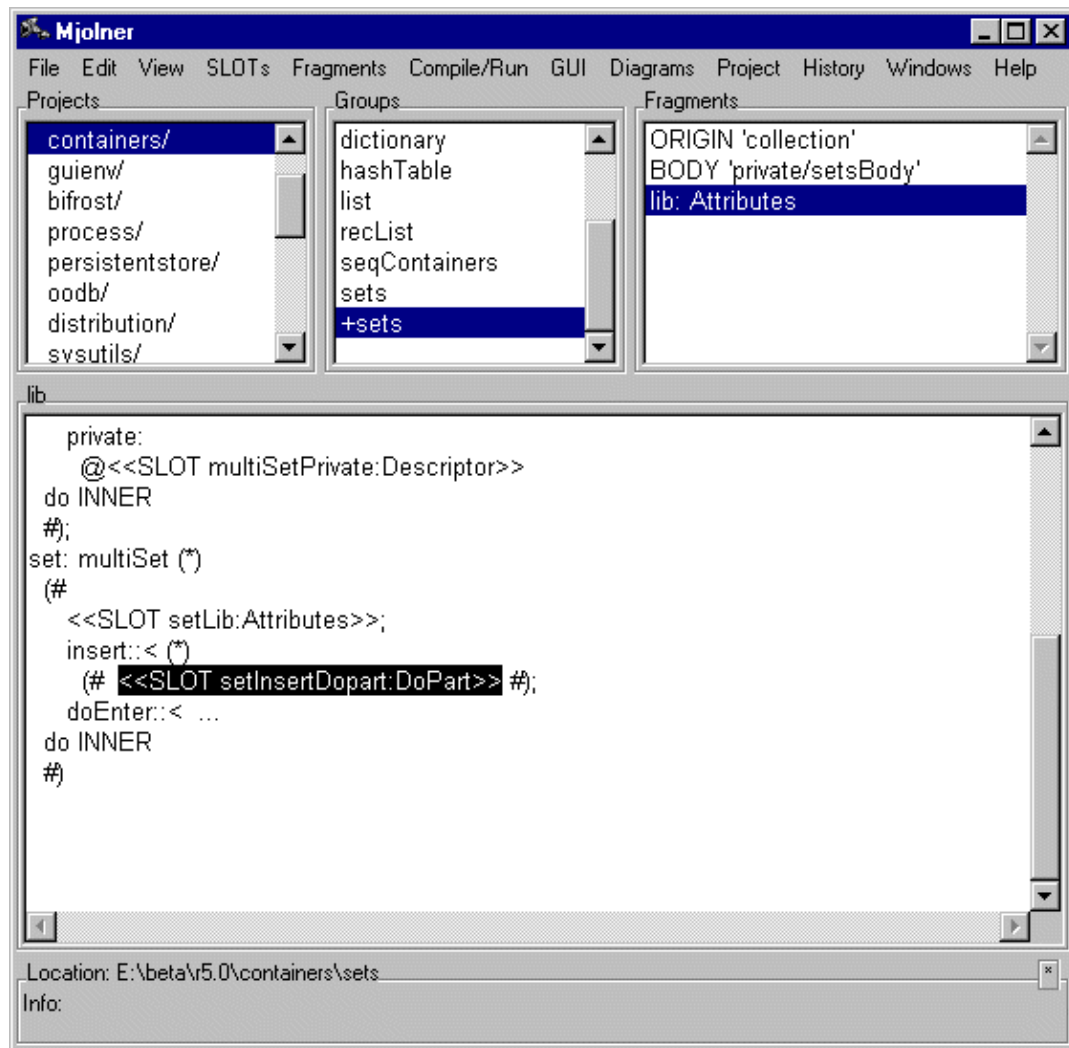 Mjolner
File Edit View SLOTs Fragments Compile/Run GUI Diagrams Project History Windows Help
Projects
containers/
guienv/
bifrost/
process/
persistentstore/
oodb/
distribution/
sysutils/
Groups
dictionary
hashTable
list
recList
seqContainers
sets
+sets
Fragments
ORIGIN 'collection'
BODY 'private/setsBody'
lib: Attributes
lib
private:
@<<SLOT multiSetPrivate:Descriptor>>
do INNER
#);
set: multiSet (*)
(#
<<SLOT setLib:Attributes>>;
insert::< (*)
(# <<SLOT setInsertDopart:DoPart>> #);
doEnter::< ...
do INNER
#)
Location: E:\beta\r5.0\containers\sets
Info: